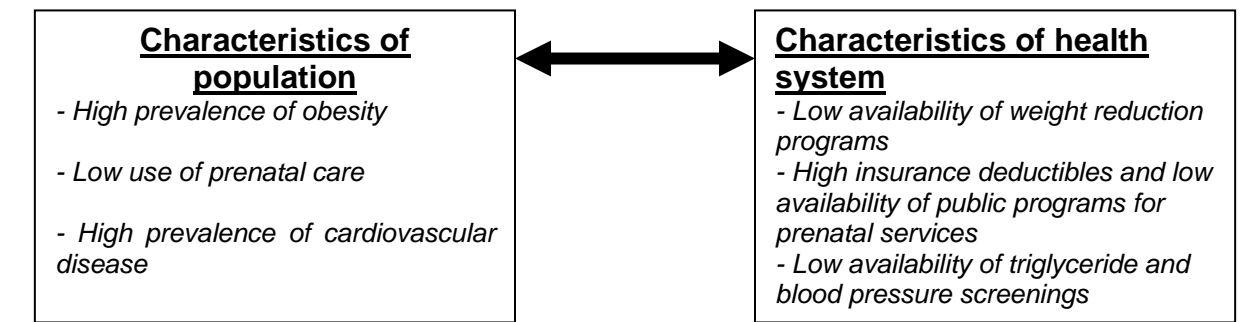 Characteristics of
population
- High prevalence of obesity
- Low use of prenatal care
- High prevalence of cardiovascular
disease
Characteristics of health
system
- Low availability of weight reduction
programs
- High insurance deductibles and low
availability of public programs for
prenatal services
- Low availability of triglyceride and
blood pressure screenings